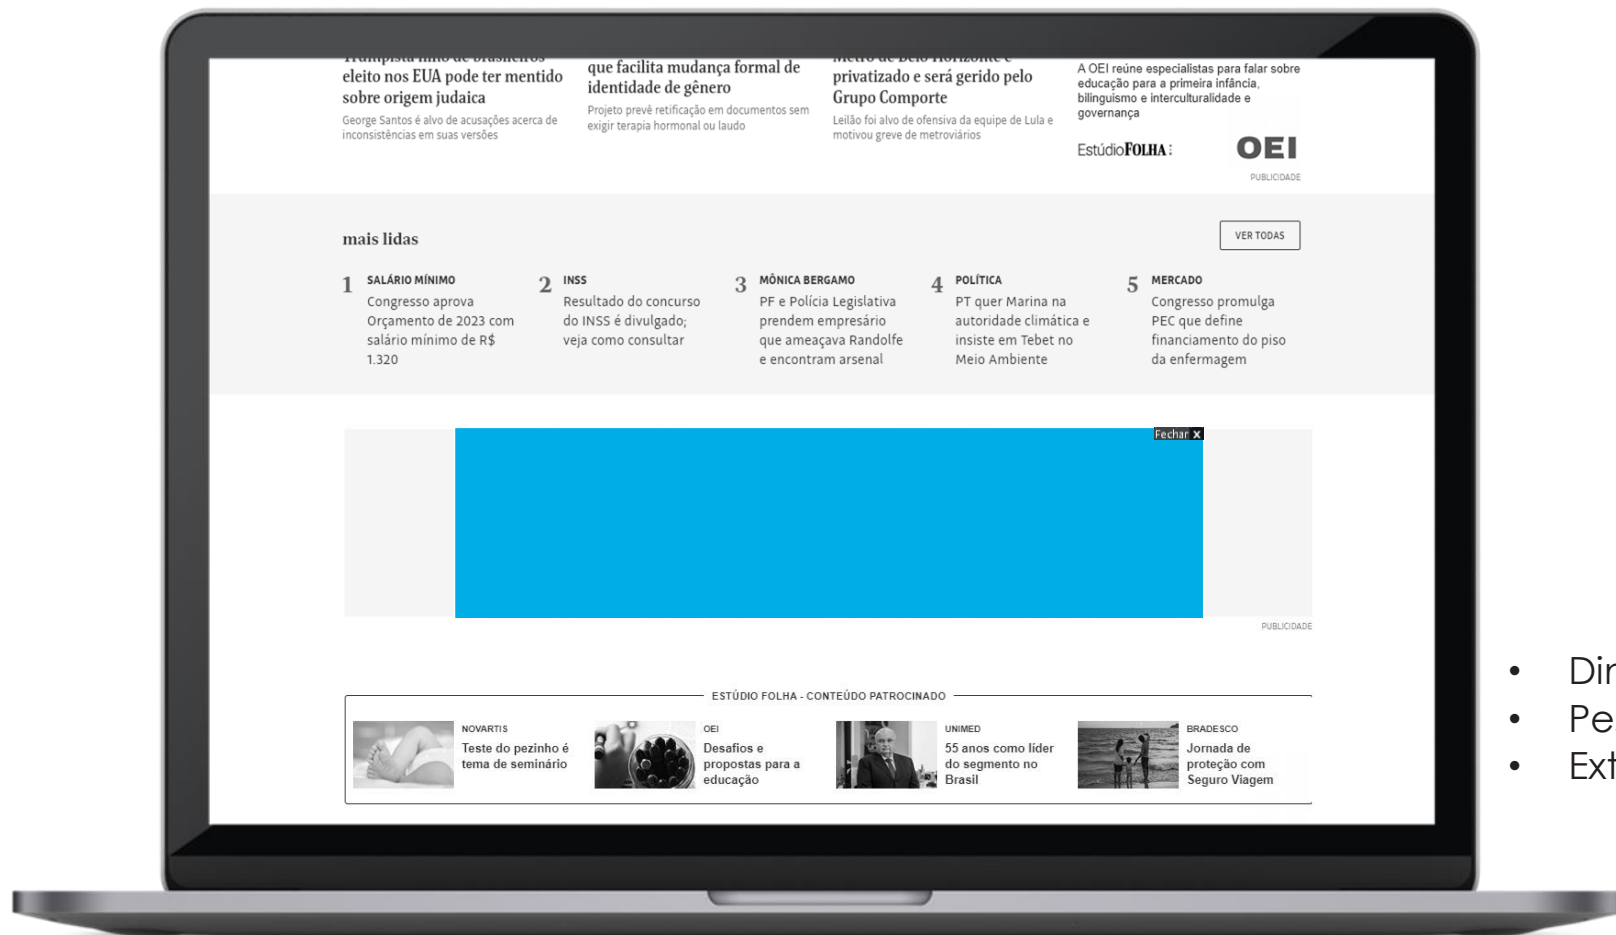 eleito nos EUA pode ter mentido
sobre origem judaica
George Santos é alvo de acusações acerca de
inconsistências em suas versões
que facilita mudança formal de
identidade de gênero
Projeto prevê retificação em documentos sem
exigir terapia hormonal ou laudo
Metrô de Belo Horizonte é
privatizado e será gerido pelo
Grupo Comporte
Leilão foi alvo de ofensiva da equipe de Lula e
motivou greve de metroviários
A OEI reúne especialistas para falar sobre
educação para a primeira infância,
bilinguismo e interculturalidade e
governança
EstúdioFOLHA:
OEI
PUBLICIDADE
mais lidas
VER TODAS
1 SALÁRIO MÍNIMO
Congresso aprova
Orçamento de 2023 com
salário mínimo de R$
1.320
2 INSS
Resultado do concurso
do INSS é divulgado;
veja como consultar
3 MÔNICA BERGAMO
PF e Polícia Legislativa
prendem empresário
que ameaçava Randolfe
e encontram arsenal
4 POLÍTICA
PT quer Marina na
autoridade climática e
insiste em Tebet no
Meio Ambiente
5 MERCADO
Congresso promulga
PEC que define
financiamento do piso
da enfermagem
Fechar X
PUBLICIDADE
ESTÚDIO FOLHA - CONTEÚDO PATROCINADO
NOVARTIS
Teste do pezinho é
tema de seminário
OEI
Desafios e
propostas para a
educação
UNIMED
55 anos como líder
do segmento no
Brasil
BRADESCO
Jornada de
proteção com
Seguro Viagem